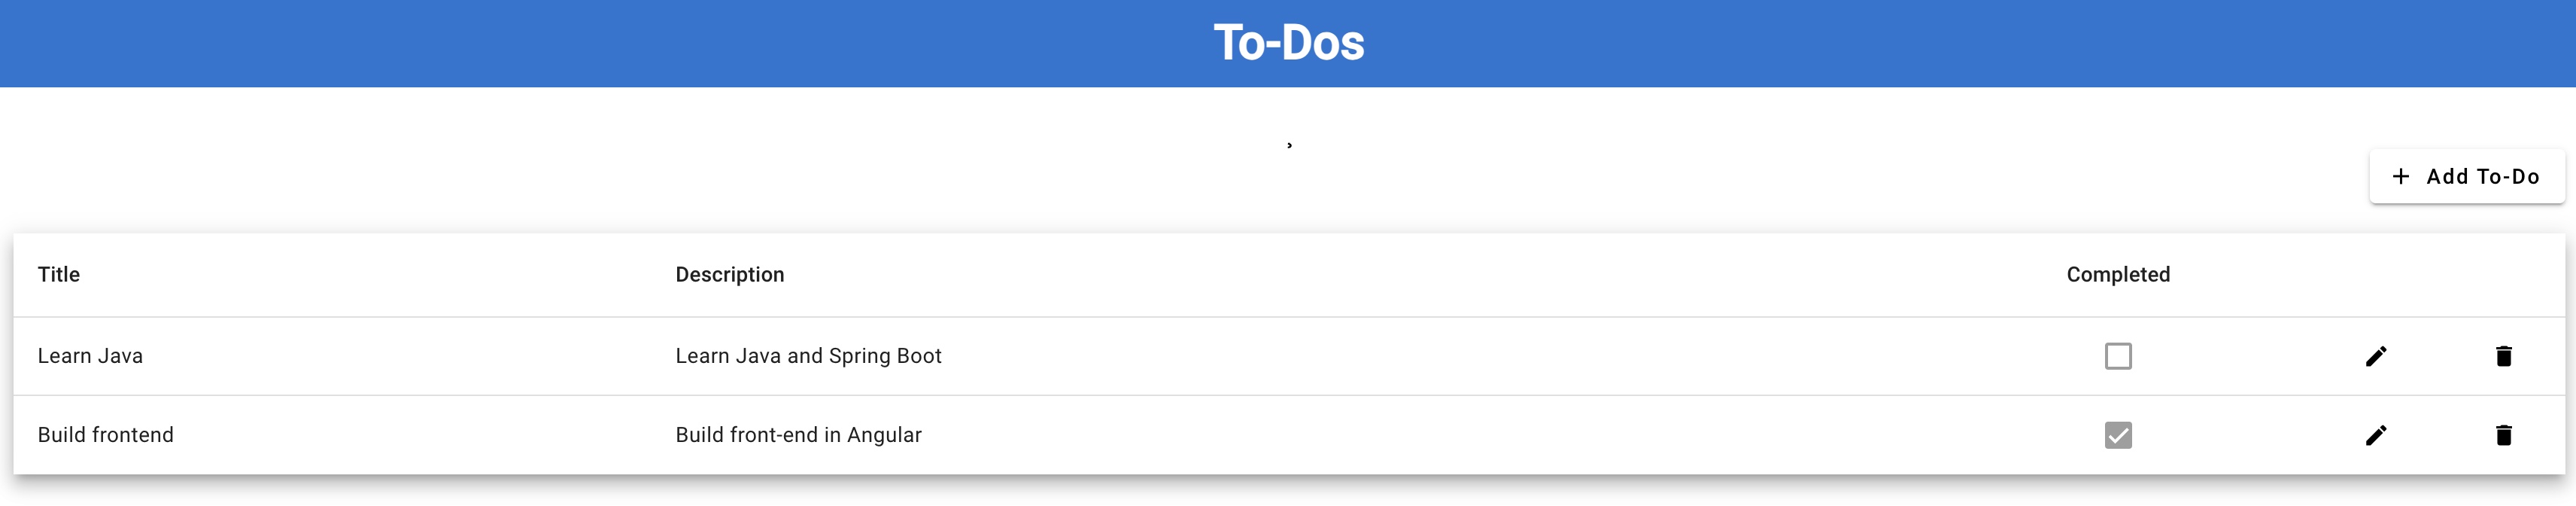 To-Dos
Add To-Do
Title Description Completed
Learn Java Learn Java and Spring Boot
Build frontend Build front-end in Angular